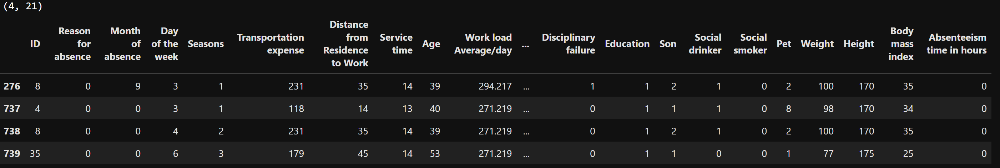 (4, 21)
ID Reason for absence Month of absence Day of the week Seasons Transportation expense Distance from Residence to Work Service time Age Work load Average/day ... Disciplinary failure Education Son Social drinker Social smoker Pet Weight Height Body mass index Absenteeism time in hours
276 8 0 9 3 1 231 35 14 39 294.217 ... 1 1 2 1 0 2 100 170 35 0
737 4 0 0 3 1 118 14 13 40 271.219 ... 0 1 1 1 0 8 98 170 34 0
738 8 0 0 4 2 231 35 14 39 271.219 ... 0 1 2 1 0 2 100 170 35 0
739 35 0 0 6 3 179 45 14 53 271.219 ... 0 1 1 0 0 1 77 175 25 0